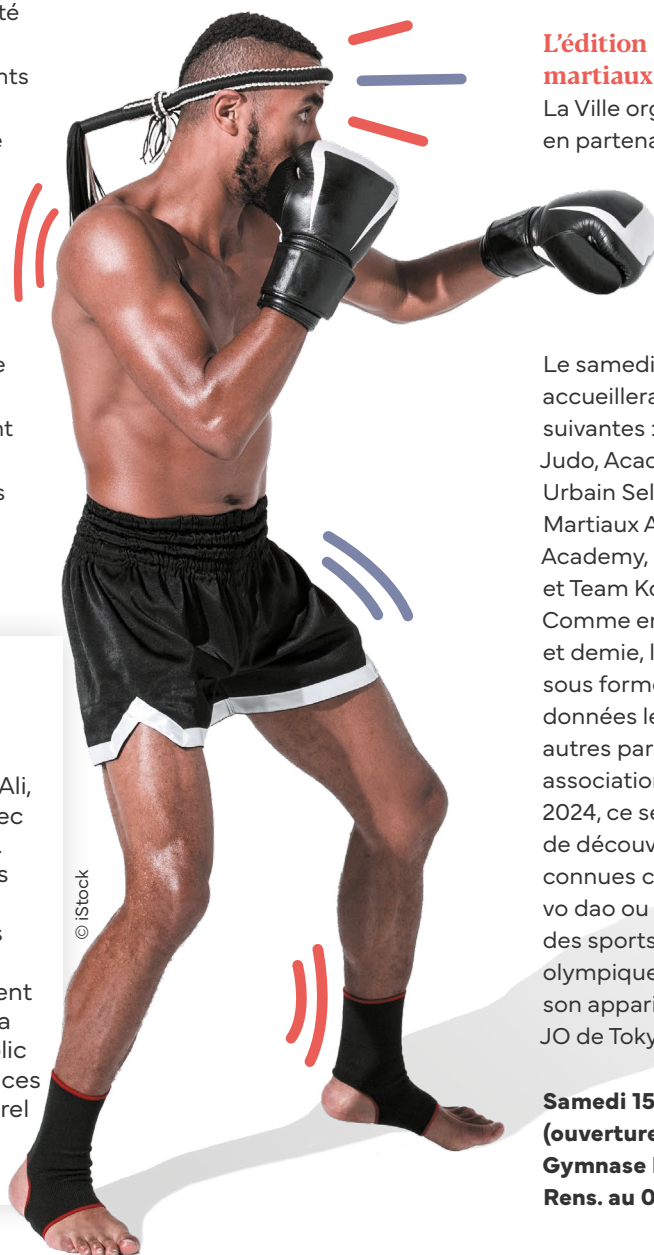 té
nts
e
e
nt
s
Ali,
ec
s
s
ent
a
lic
ces
rel
© iStock
L’édition
martiaux
La Ville org
en partena
Le samedi
accueillera
suivantes :
Judo, Acad
Urbain Sel
Martiaux A
Academy,
et Team Ko
Comme en
et demie, l
sous forme
données le
autres par
association
2024, ce se
de découv
connues c
vo dao ou
des sports
olympique
son appari
JO de Toky
Samedi 15
(ouverture
Gymnase
Rens. au 0